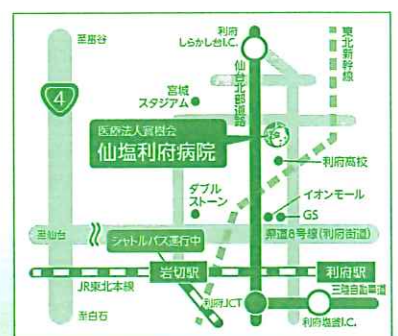 至富谷
利府
しらかし台I.C.
東北新幹線
4
仙台北部道路
宮城
スタジアム
医療法人寶樹会
仙塩利府病院
利府高校
ダブル
ストーン
イオンモール
GS
至仙台
県道8号線(利府街道)
シャトルバス運行中
岩切駅
利府駅
JR東北本線
三陸自動車道
利府JCT
至白石
利府塩釜I.C.